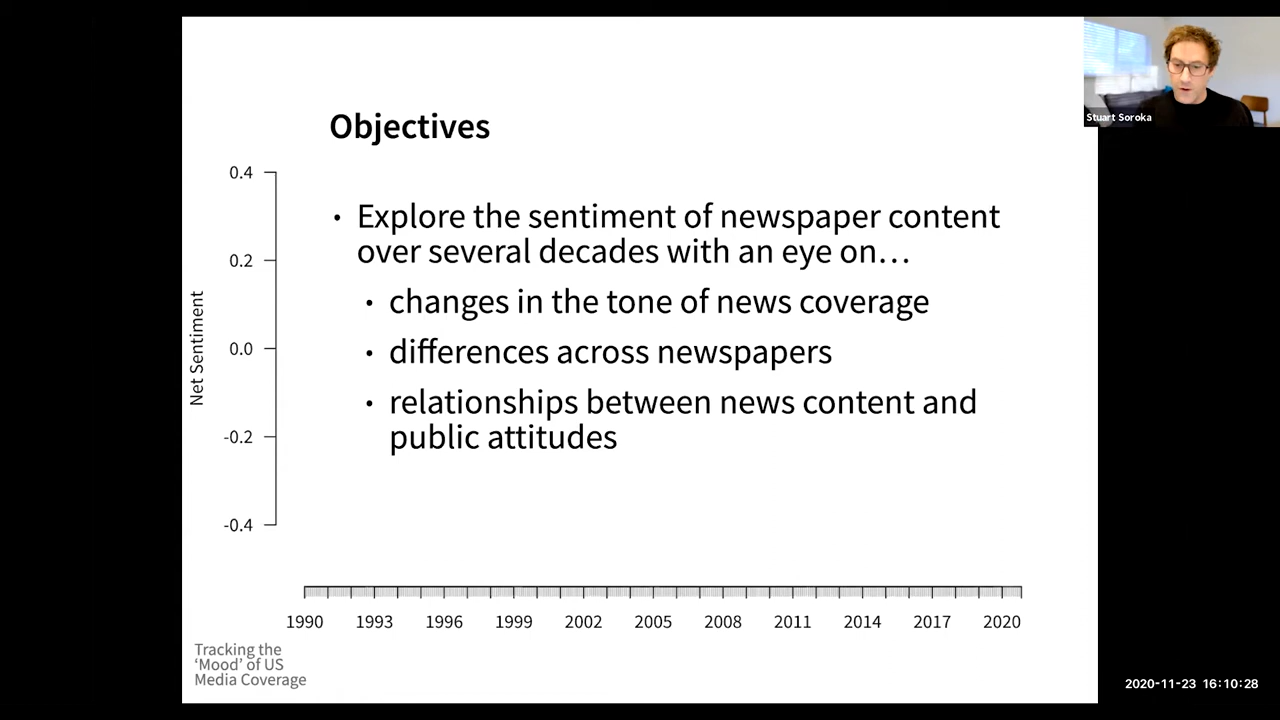 Objectives
0.4
0.2
0.0
-0.2
-0.4
Net Sentiment
• Explore the sentiment of newspaper content
over several decades with an eye on…
• changes in the tone of news coverage
• differences across newspapers
• relationships between news content and
public attitudes
1990 1993 1996 1999 2002 2005 2008 2011 2014 2017 2020
Tracking the
‘Mood’ of US
Media Coverage
Stuart Soroka
2020-11-23 16:10:28